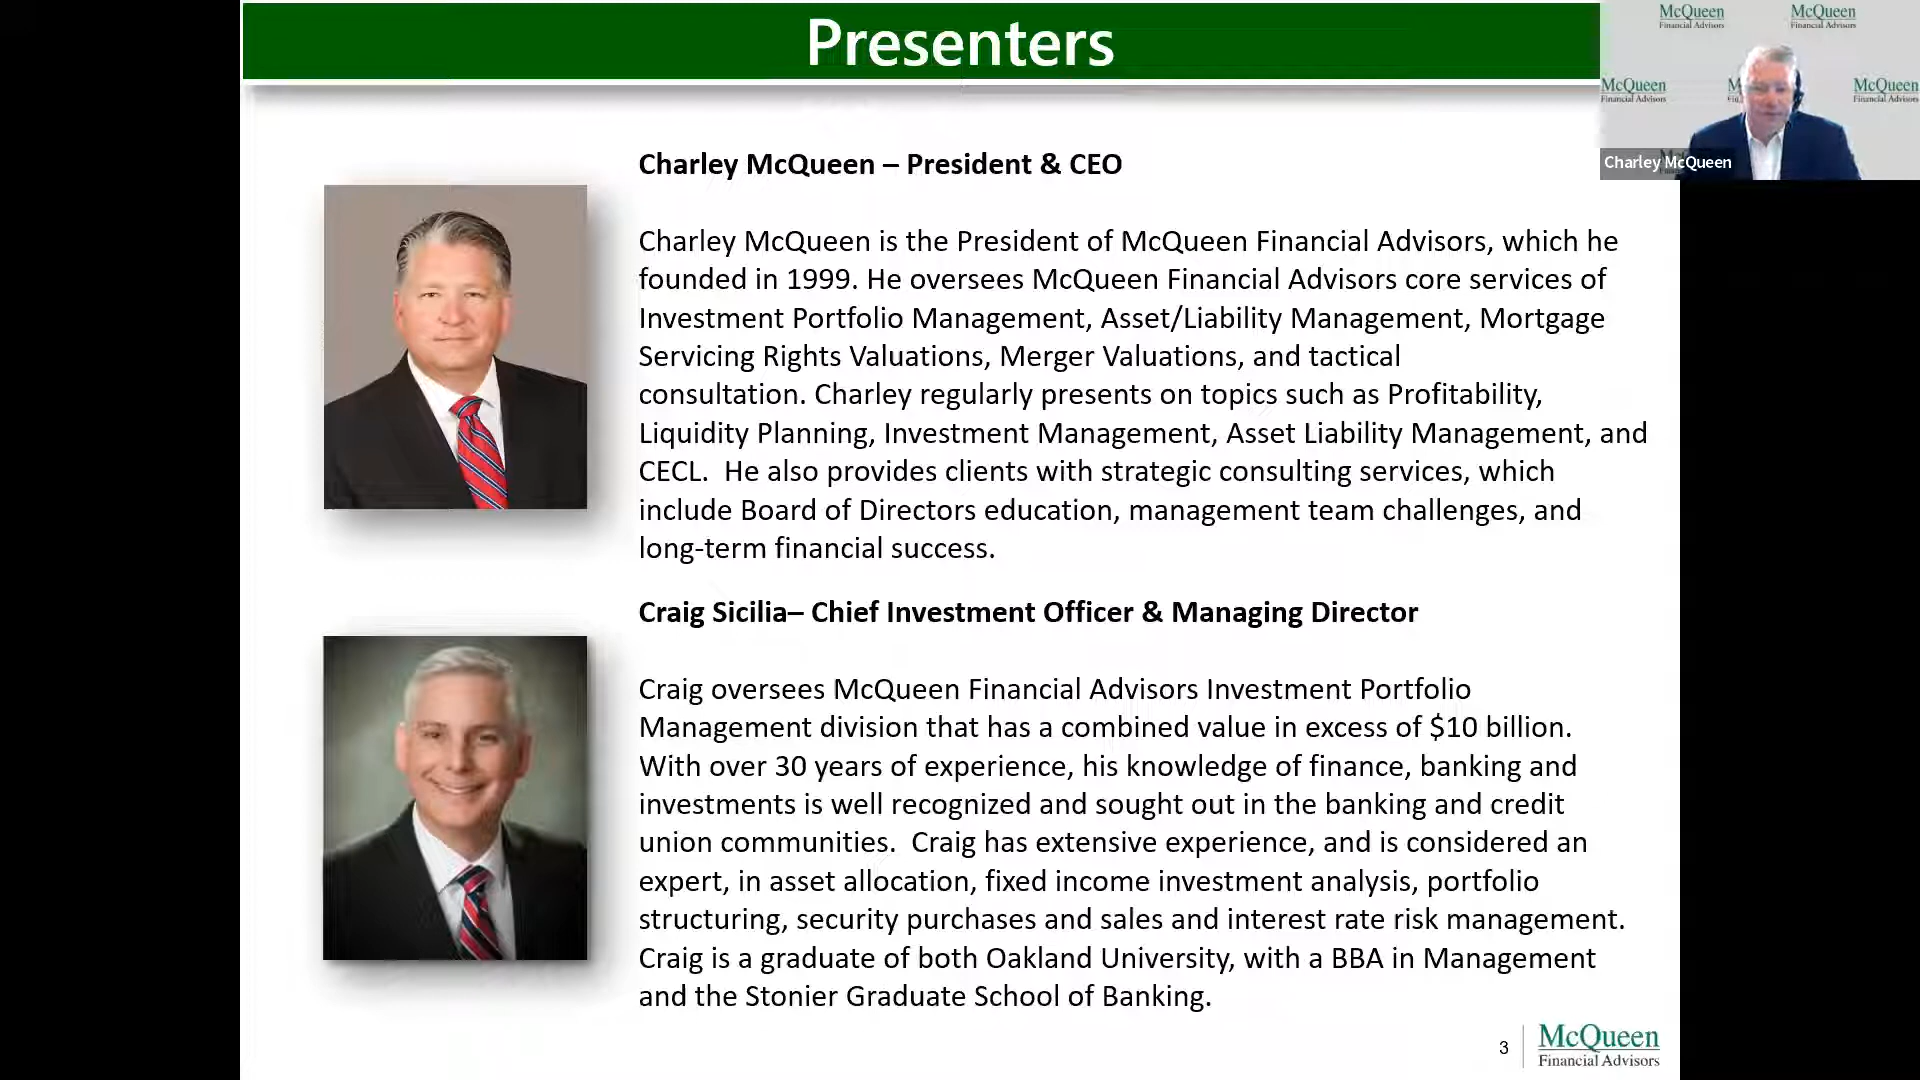 Presenters
McQueen
Financial Advisors
McQueen
Financial Advisors
McQueen
Financial Advisors
McQueen
Financial Advisors
Charley McQueen
Charley McQueen – President & CEO
Charley McQueen is the President of McQueen Financial Advisors, which he
founded in 1999. He oversees McQueen Financial Advisors core services of
Investment Portfolio Management, Asset/Liability Management, Mortgage
Servicing Rights Valuations, Merger Valuations, and tactical
consultation. Charley regularly presents on topics such as Profitability,
Liquidity Planning, Investment Management, Asset Liability Management, and
CECL.  He also provides clients with strategic consulting services, which
include Board of Directors education, management team challenges, and
long-term financial success.
Craig Sicilia– Chief Investment Officer & Managing Director
Craig oversees McQueen Financial Advisors Investment Portfolio
Management division that has a combined value in excess of $10 billion.
With over 30 years of experience, his knowledge of finance, banking and
investments is well recognized and sought out in the banking and credit
union communities.  Craig has extensive experience, and is considered an
expert, in asset allocation, fixed income investment analysis, portfolio
structuring, security purchases and sales and interest rate risk management.
Craig is a graduate of both Oakland University, with a BBA in Management
and the Stonier Graduate School of Banking.
3
McQueen
Financial Advisors